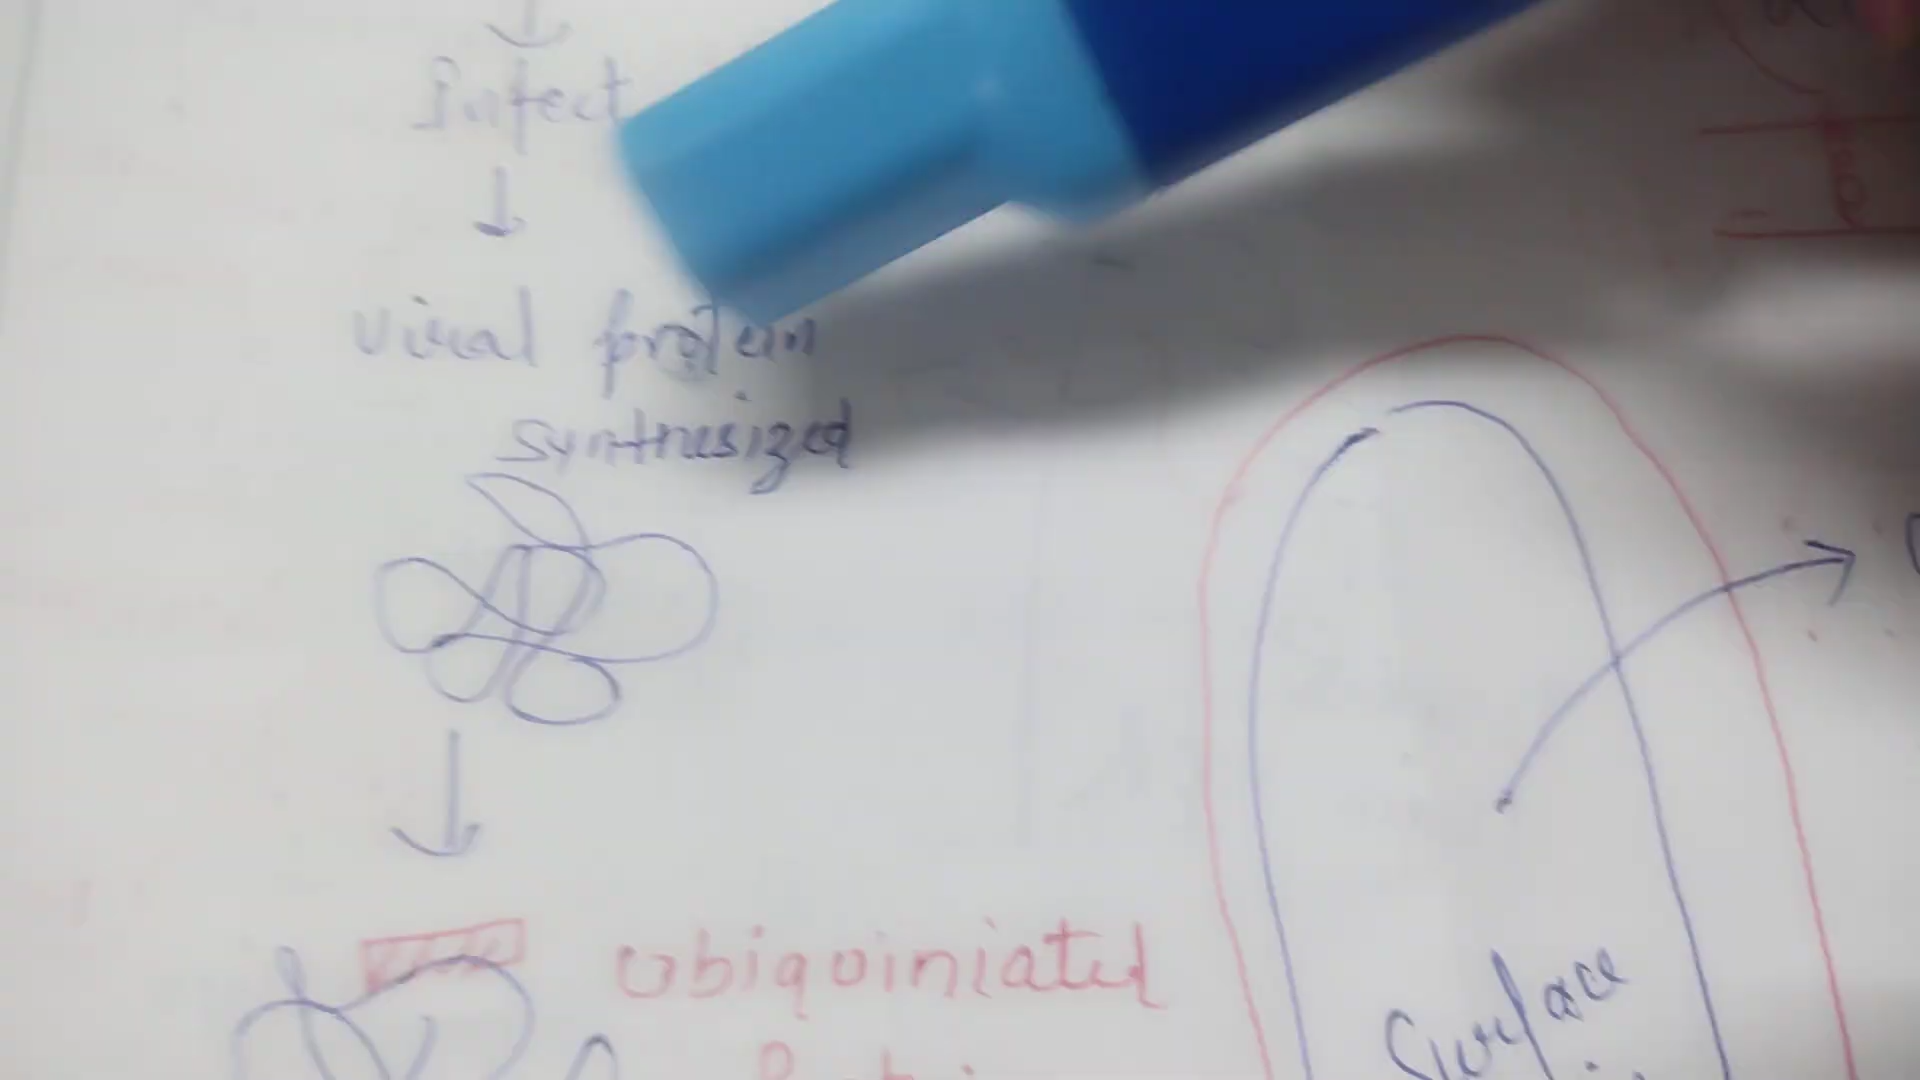 Infect
viral protein
synthesized
Ubiquiniated
Surface